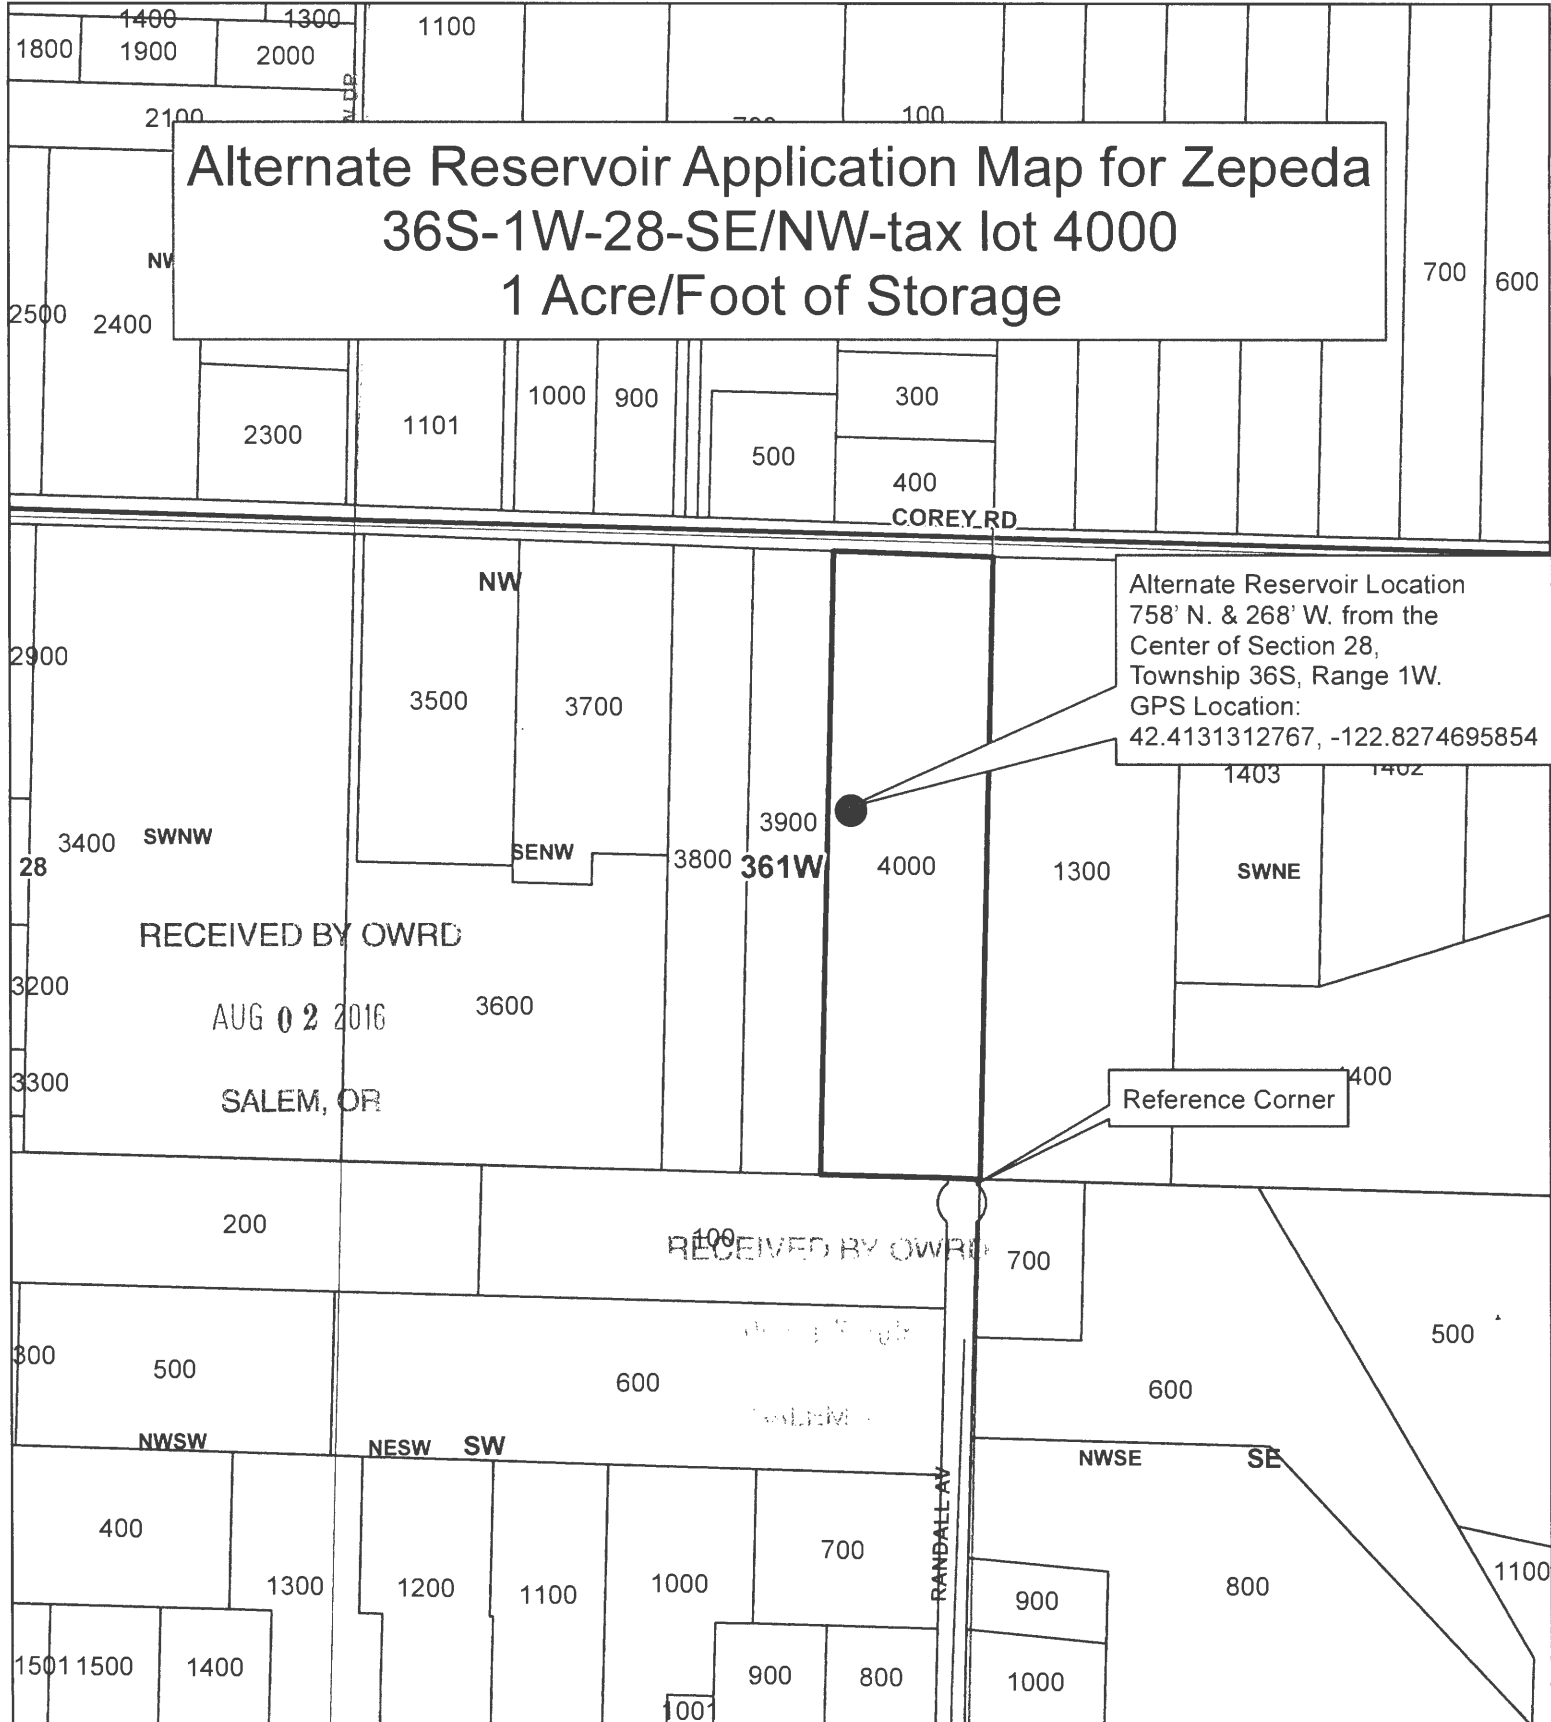 1400
1300
1100
1800
1900
2000
2100
100
Alternate Reservoir Application Map for Zepeda
36S-1W-28-SE/NW-tax lot 4000
1 Acre/Foot of Storage
700
600
2500
2400
2300
1101
1000
900
500
300
400
COREY RD
NW
Alternate Reservoir Location
758' N. & 268' W. from the
Center of Section 28,
Township 36S, Range 1W.
GPS Location:
42.4131312767, -122.8274695854
2900
3500
3700
1403
1402
3400
SWNW
28
SENW
3800
3900
361W
4000
1300
SWNE
RECEIVED BY OWRD
AUG 02 2016
SALEM, OR
3200
3600
3300
1400
Reference Corner
200
100
RECEIVED BY OWRD
700
500
300
500
600
600
NWSW
NESW
SW
NWSE
SE
RANDALL AV
400
1300
1200
1100
1000
700
900
800
1100
1501
1500
1400
1001
900
800
1000